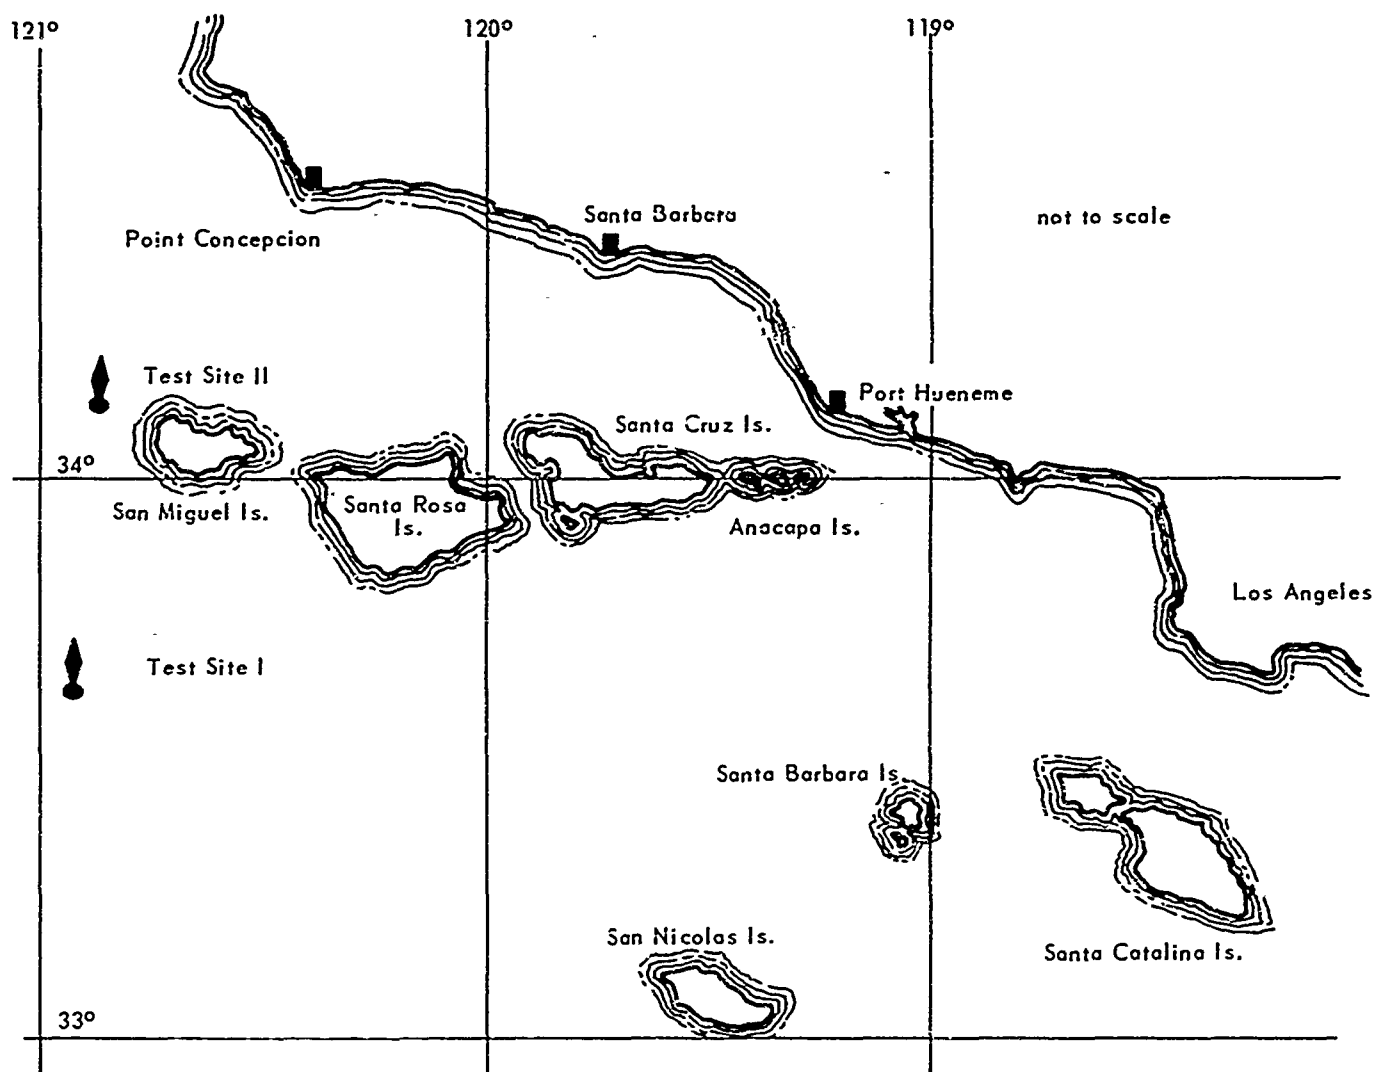 121°
120°
119°
Santa Barbara
not to scale
Point Concepcion
Test Site II
Port Hueneme
Santa Cruz Is.
34°
San Miguel Is.
Santa Rosa
Is.
Anacapa Is.
Los Angeles
Test Site I
Santa Barbara Is.
San Nicolas Is.
Santa Catalina Is.
33°